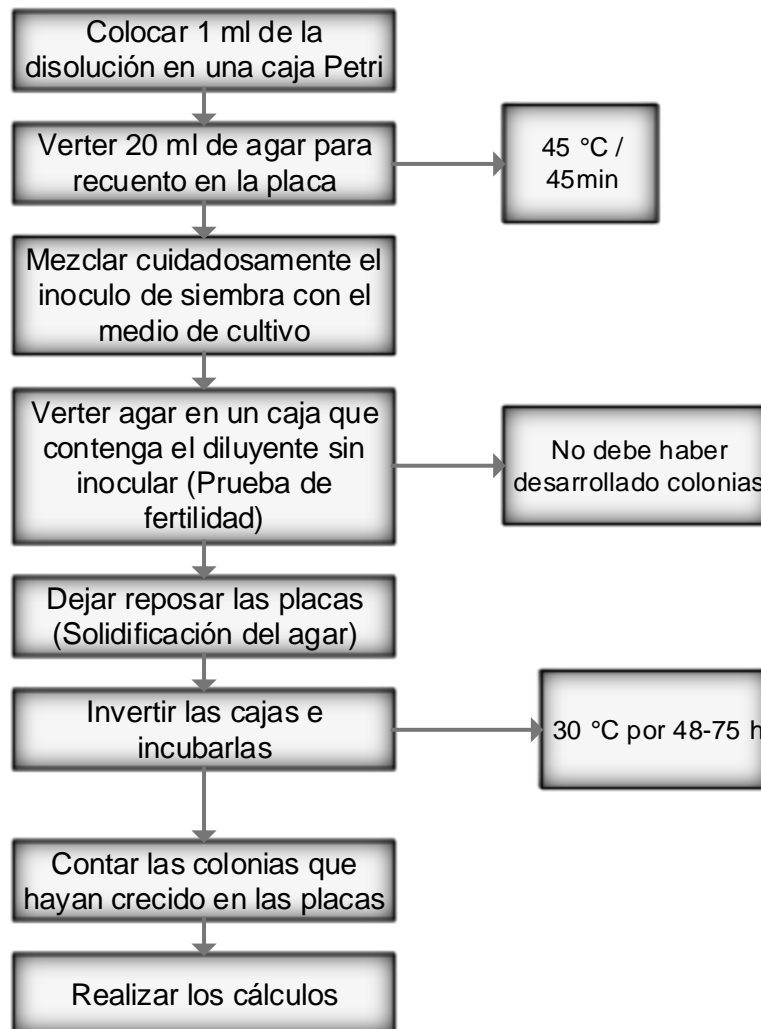 Colocar 1 ml de la
disolución en una caja Petri
Verter 20 ml de agar para
recuento en la placa
45 °C /
45min
Mezclar cuidadosamente el
inoculo de siembra con el
medio de cultivo
Verter agar en un caja que
contenga el diluyente sin
inocular (Prueba de
fertilidad)
No debe haber
desarrollado colonias
Dejar reposar las placas
(Solidificación del agar)
Invertir las cajas e
incubarlas
30 °C por 48-75 h
Contar las colonias que
hayan crecido en las placas
Realizar los cálculos